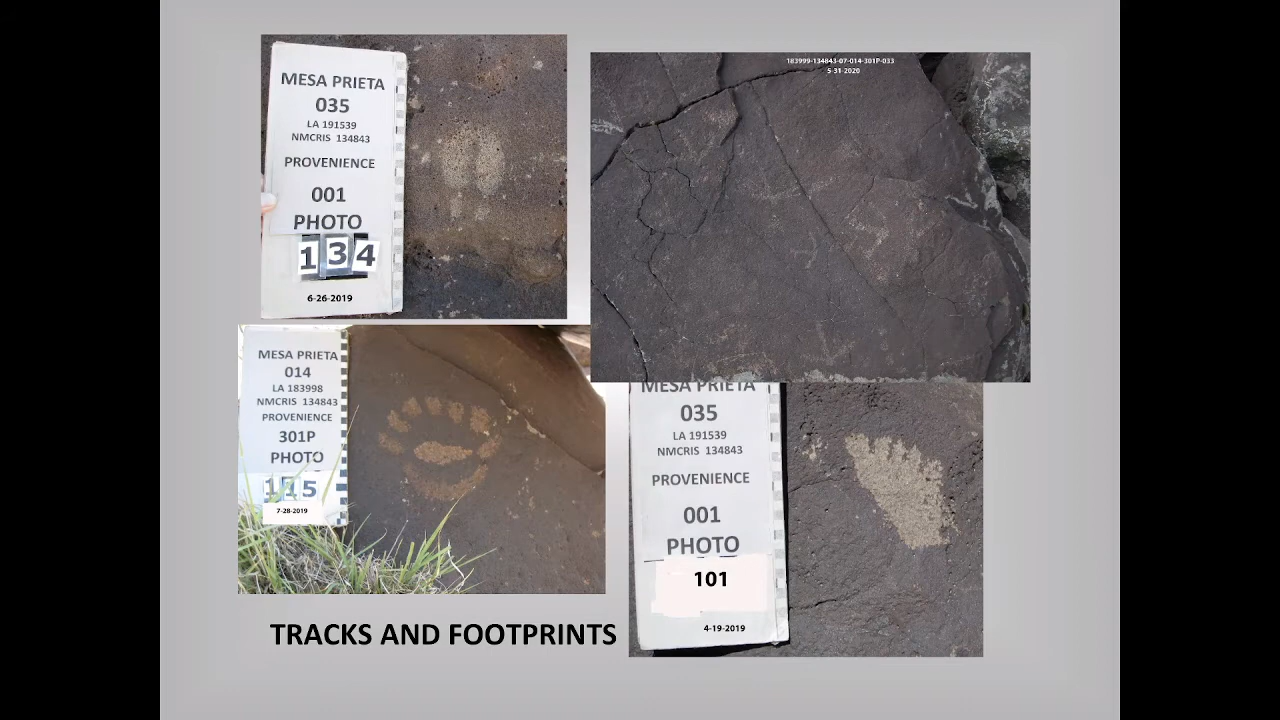 MESA PRIETA
035
LA 191539
NMCRIS 134843
PROVENIENCE
001
PHOTO
134
6-26-2019
183999-134843-07-014-301P-033
5-31-2020
MESA PRIETA
014
LA 183998
NMCRIS 134843
PROVENIENCE
301P
PHOTO
115
7-28-2019
MESA PRIETA
035
LA 191539
NMCRIS 134843
PROVENIENCE
001
PHOTO
101
4-19-2019
TRACKS AND FOOTPRINTS